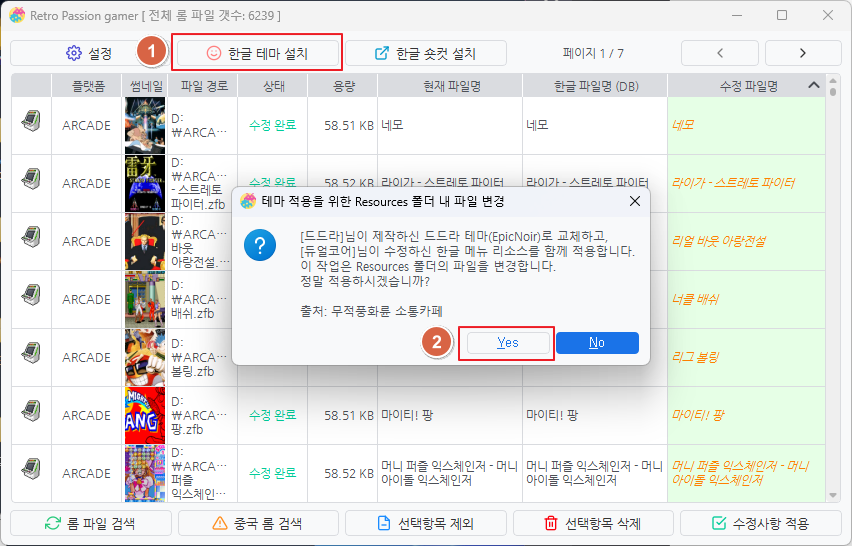 Retro Passion gamer [ 전체 롬 파일 갯수: 6239 ]
설정
1
한글 테마 설치
한글 숏컷 설치
페이지 1 / 7
플랫폼 썸네일 파일 경로 상태 용량 현재 파일명 한글 파일명 (DB) 수정 파일명
ARCADE
D:
₩ARCA…
수정 완료 58.51 KB 네모 네모 네모
ARCADE
雷牙
D:
₩ARCA…
- 스트레토
파이터.zfb
수정 완료 58.52 KB 라이가 - 스트레토 파이터 라이가 - 스트레토 파이터 라이가 - 스트레토 파이터
테마 적용을 위한 Resources 폴더 내 파일 변경
[드드라]님이 제작하신 드드라 테마(EpicNoir)로 교체하고,
[듀얼코어]님이 수정하신 한글 메뉴 리소스를 함께 적용합니다.
이 작업은 Resources 폴더의 파일을 변경합니다.
정말 적용하시겠습니까?
출처: 무적풍화륜 소통카페
2
Yes
No
ARCADE
D:
₩ARCA…
바웃
아랑전설.…
리얼 바웃 아랑전설
ARCADE
D:
₩ARCA…
배쉬.zfb
너클 배쉬
ARCADE
D:
₩ARCA…
볼링.zfb
리그 볼링
ARCADE
MIGHTY
PANG
D:
₩ARCA…
팡.zfb
수정 완료 58.51 KB 마이티! 팡 마이티! 팡 마이티! 팡
ARCADE
D:
₩ARCA…
퍼즐
익스체인…
수정 완료 58.52 KB
머니 퍼즐 익스체인저 - 머니
아이돌 익스체인저
머니 퍼즐 익스체인저 - 머니
아이돌 익스체인저
머니 퍼즐 익스체인저 - 머니
아이돌 익스체인저
롬 파일 검색
중국 롬 검색
선택항목 제외
선택항목 삭제
수정사항 적용